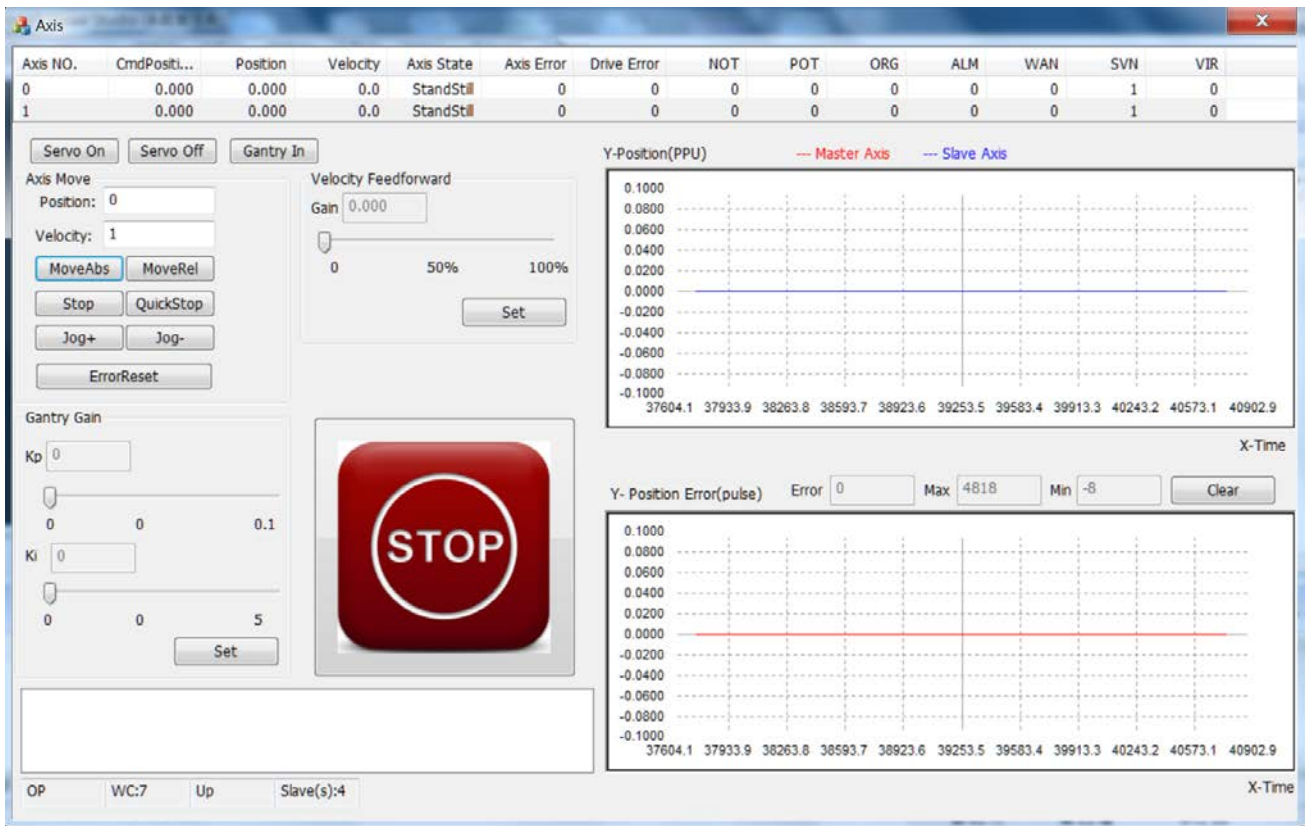 Axis
X
Axis NO. CmdPositi... Position Velocity Axis State Axis Error Drive Error NOT POT ORG ALM WAN SVN VIR
0 0.000 0.000 0.0 StandStill 0 0 0 0 0 0 0 1 0
1 0.000 0.000 0.0 StandStill 0 0 0 0 0 0 0 1 0
Servo On Servo Off Gantry In
Axis Move
Position: 0
Velocity: 1
MoveAbs MoveRel
Stop QuickStop
Jog+ Jog-
ErrorReset
Velocity Feedforward
Gain 0.000
0 50% 100%
Set
Gantry Gain
Kp 0
0 0 0.1
Ki 0
0 0 5
Set
STOP
Y-Position(PPU) --- Master Axis --- Slave Axis
0.1000
0.0800
0.0600
0.0400
0.0200
0.0000
-0.0200
-0.0400
-0.0600
-0.0800
-0.1000
37604.1 37933.9 38263.8 38593.7 38923.6 39253.5 39583.4 39913.3 40243.2 40573.1 40902.9
X-Time
Y- Position Error(pulse) Error 0 Max 4818 Min -8 Clear
0.1000
0.0800
0.0600
0.0400
0.0200
0.0000
-0.0200
-0.0400
-0.0600
-0.0800
-0.1000
37604.1 37933.9 38263.8 38593.7 38923.6 39253.5 39583.4 39913.3 40243.2 40573.1 40902.9
X-Time
OP WC:7 Up Slave(s):4